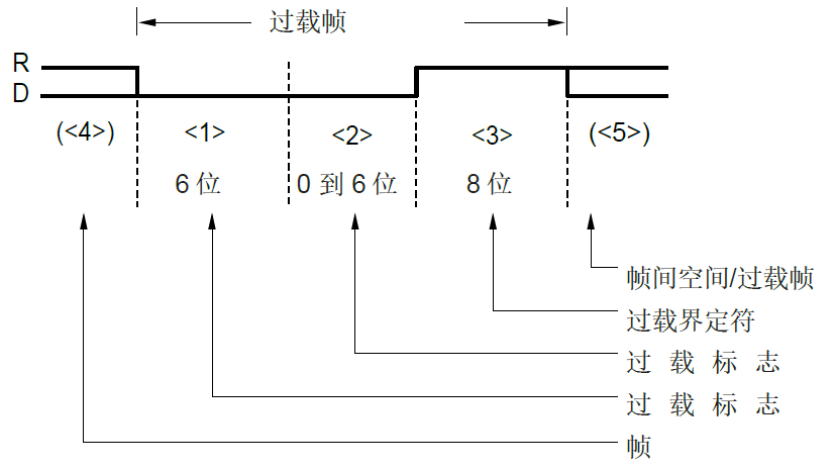 过载帧
R
D
(<4>) <1> <2> <3> (<5>)
6 位 0 到 6 位 8 位
帧间空间/过载帧
过载界定符
过 载 标 志
过 载 标 志
帧